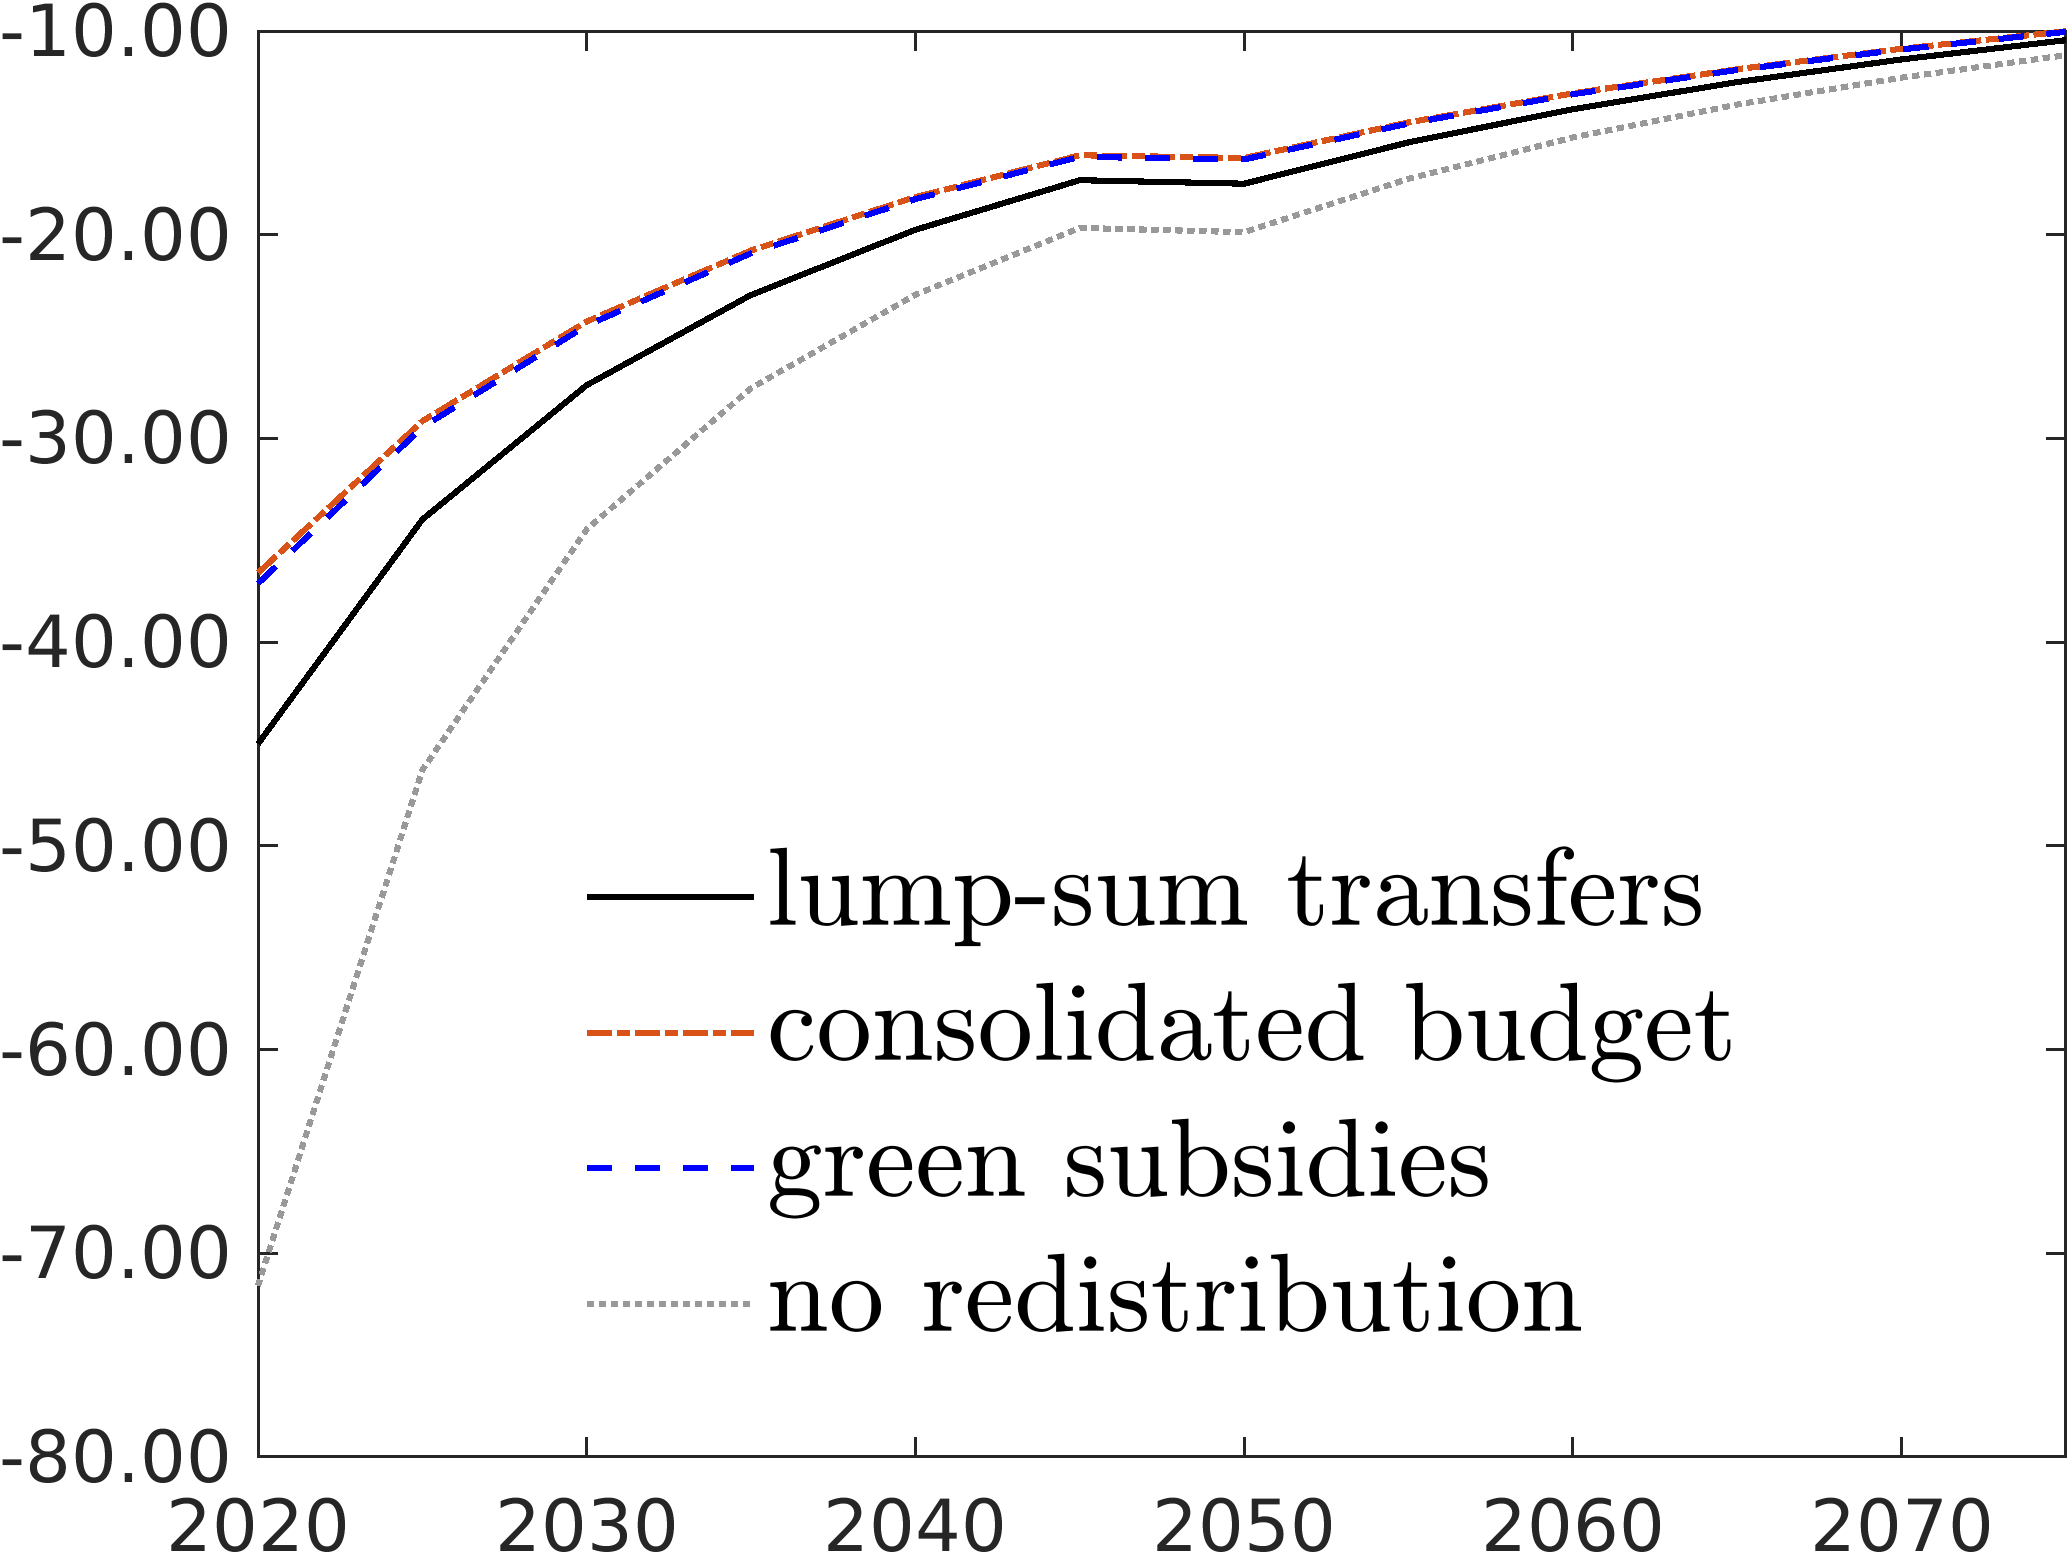 -10.00
-20.00
-30.00
-40.00
-50.00
-60.00
-70.00
-80.00
lump-sum transfers
consolidated budget
green subsidies
no redistribution
2020 2030 2040 2050 2060 2070